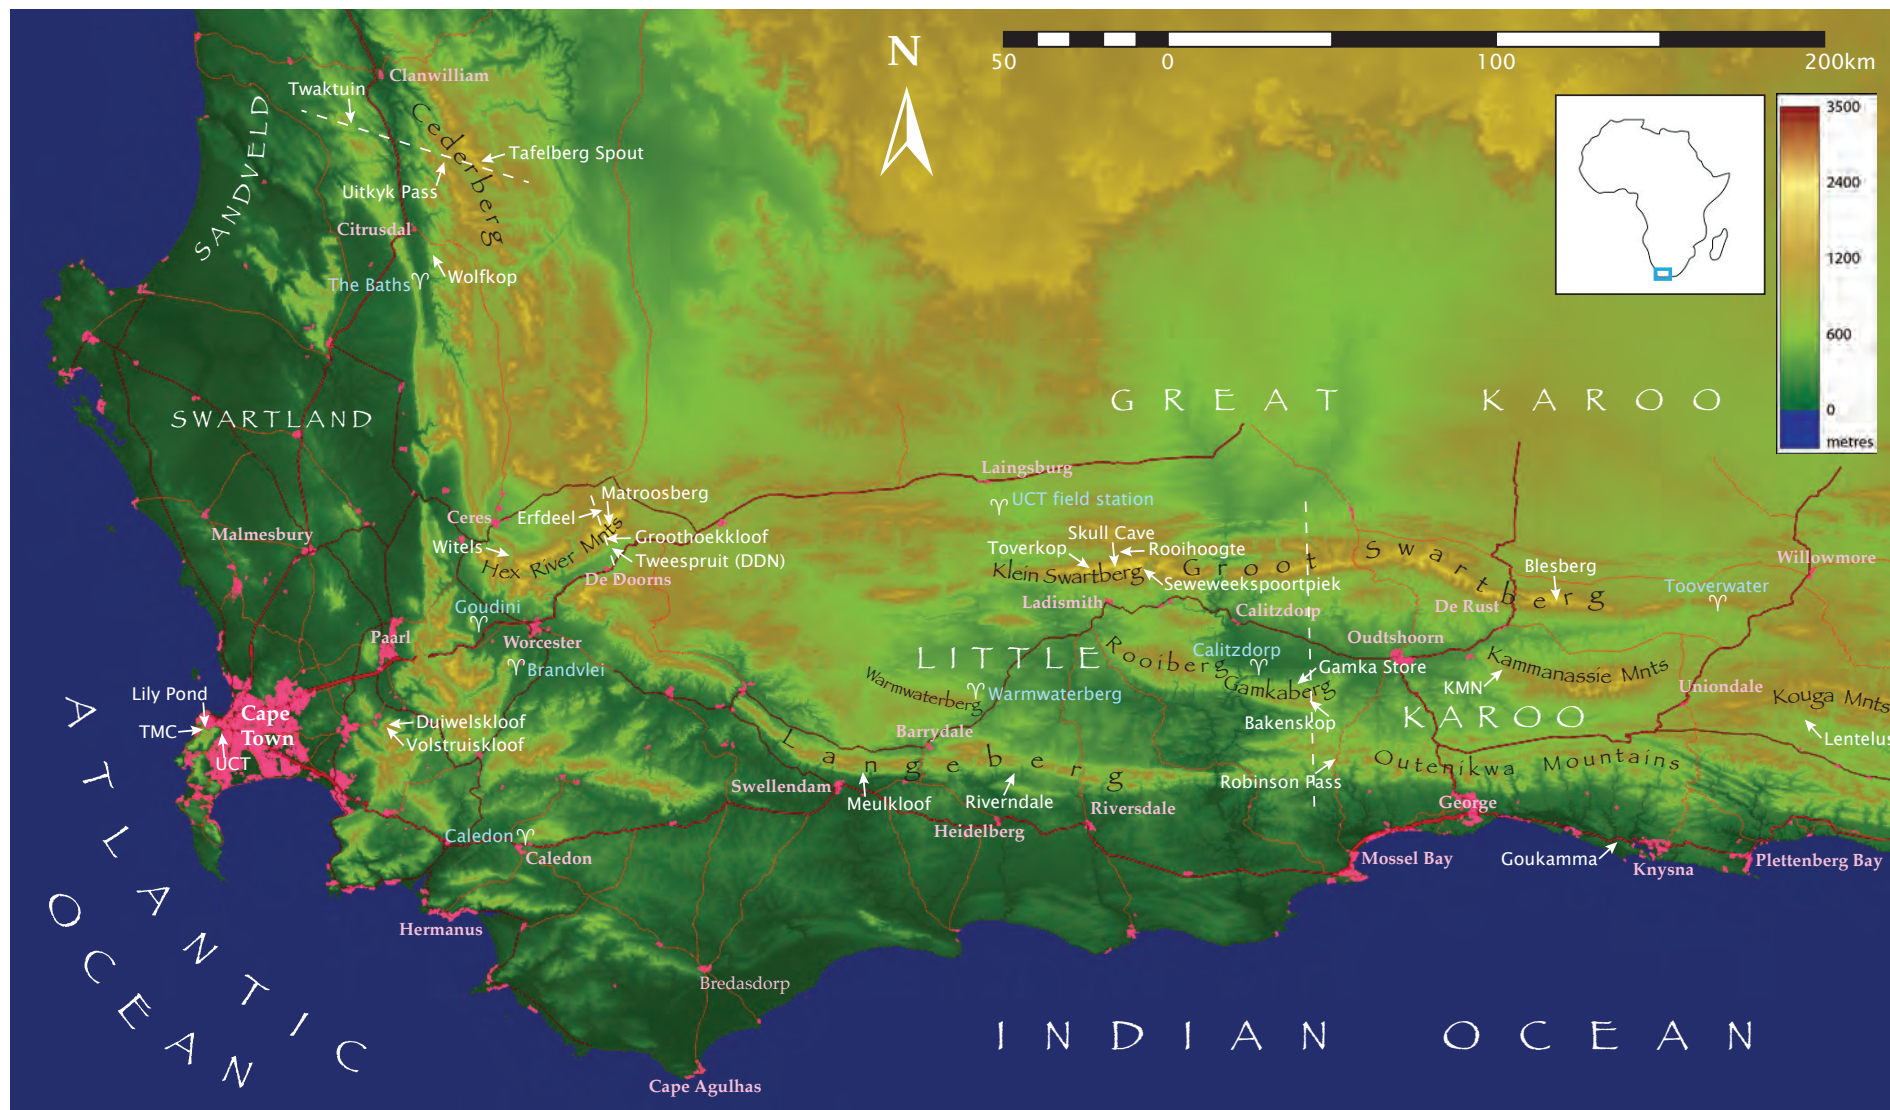 N
50 0 100 200km
3500
2400
1200
600
0
metres
Clanwilliam
Twaktuin
Cederberg
SANDVELD
Tafelberg Spout
Uitkyk Pass
Citrusdal
Wolfkop
The Baths
SWARTLAND
GREAT KAROO
Laingsburg
UCT field station
Matroosberg
Erfdeel
Ceres
Groothoekkloof
Witels
Hex River Mnts
Tweespruit (DDN)
De Doorns
Malmesbury
Skull Cave
Toverkop
Rooihoogte
Klein Swartberg
Groot Swartberg
Seweweekspoortpiek
Blesberg
Willowmore
Tooverwater
Ladismith
Calitzdorp
De Rust
Goudini
Worcester
Paarl
Brandvlei
Oudtshoorn
LITTLE
KAROO
Rooiberg
Calitzdorp
Gamka Store
Gamkaberg
Kammanassie Mnts
KMN
Uniondale
Kouga Mnts
Warmwaterberg
Warmwaterberg
Bakenskop
Lentelus
Lily Pond
TMC
Cape
Town
UCT
Duiwelskloof
Volstruiskloof
Barrydale
Langeberg
Outenikwa Mountains
Robinson Pass
Swellendam
Meulkloof
Riverndale
Riversdale
George
Heidelberg
Caledon
Caledon
Mossel Bay
Goukamma
Knysna
Plettenberg Bay
Hermanus
Bredasdorp
Cape Agulhas
ATLANTIC
OCEAN
INDIAN OCEAN